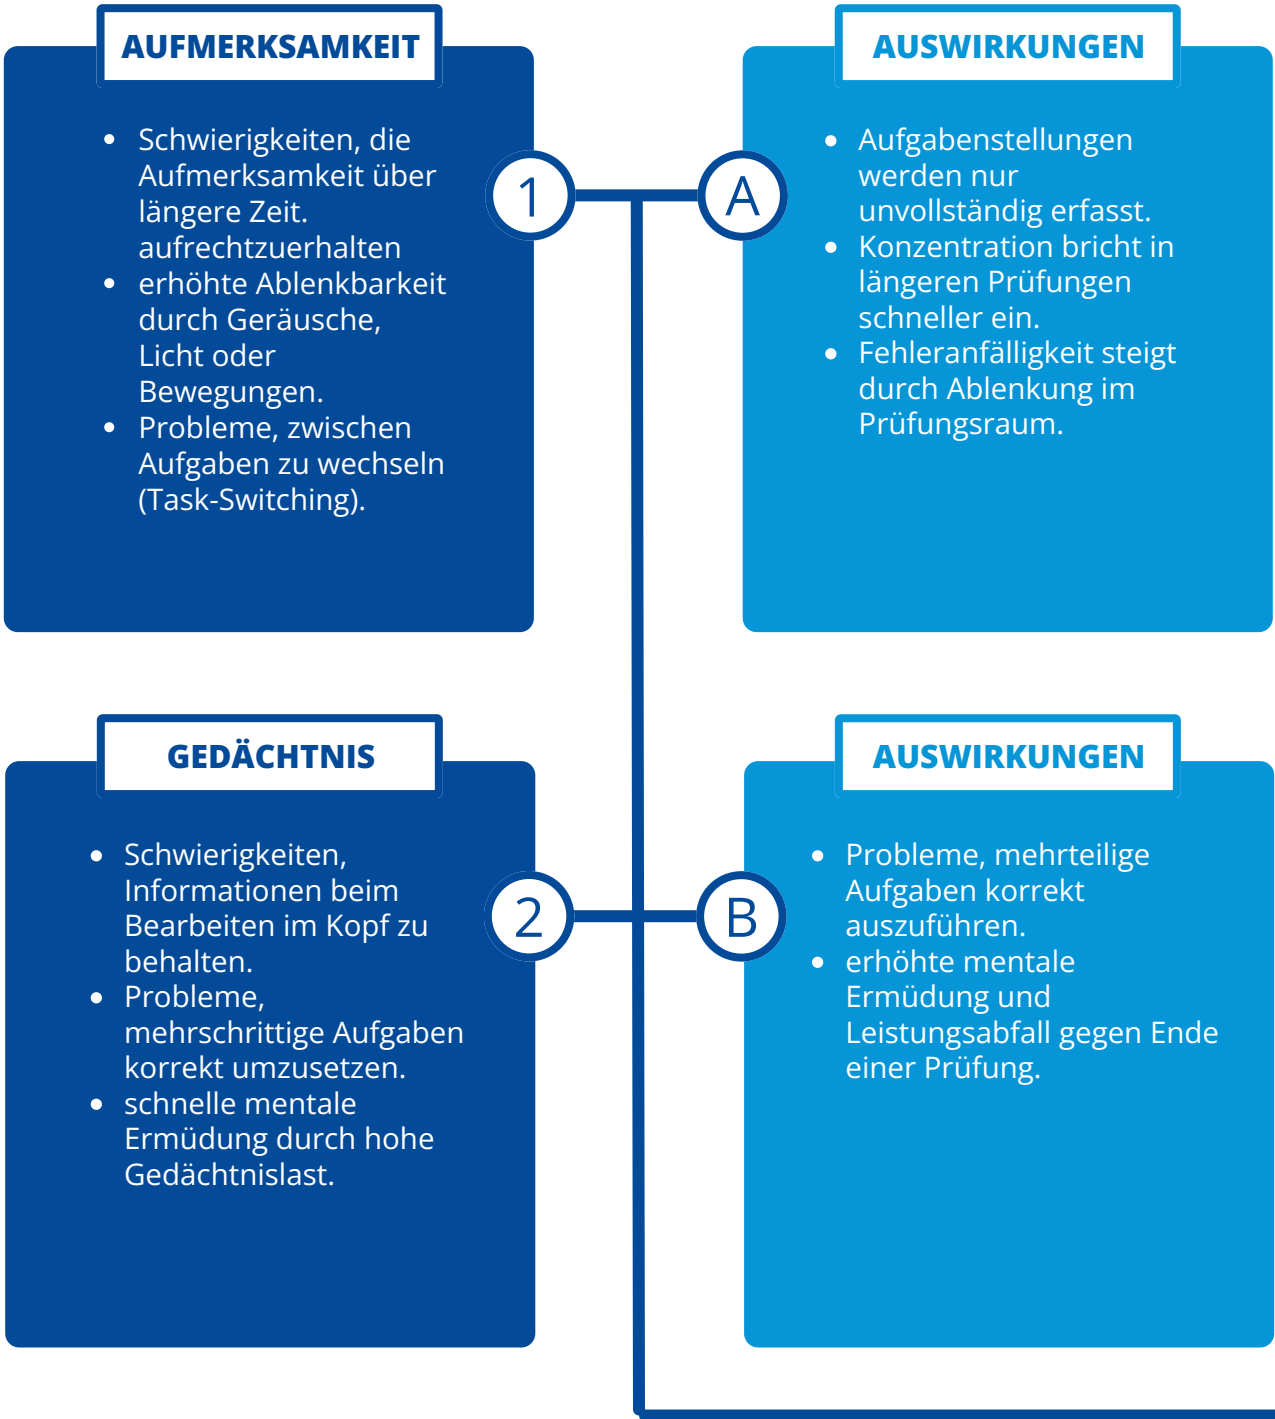 AUFMERKSAMKEIT
• Schwierigkeiten, die
Aufmerksamkeit über
längere Zeit.
aufrechtzuerhalten
• erhöhte Ablenkbarkeit
durch Geräusche,
Licht oder
Bewegungen.
• Probleme, zwischen
Aufgaben zu wechseln
(Task-Switching).
1
A
AUSWIRKUNGEN
• Aufgabenstellungen
werden nur
unvollständig erfasst.
• Konzentration bricht in
längeren Prüfungen
schneller ein.
• Fehleranfälligkeit steigt
durch Ablenkung im
Prüfungsraum.
GEDÄCHTNIS
• Schwierigkeiten,
Informationen beim
Bearbeiten im Kopf zu
behalten.
• Probleme,
mehrschrittige Aufgaben
korrekt umzusetzen.
• schnelle mentale
Ermüdung durch hohe
Gedächtnislast.
2
B
AUSWIRKUNGEN
• Probleme, mehrteilige
Aufgaben korrekt
auszuführen.
• erhöhte mentale
Ermüdung und
Leistungsabfall gegen Ende
einer Prüfung.